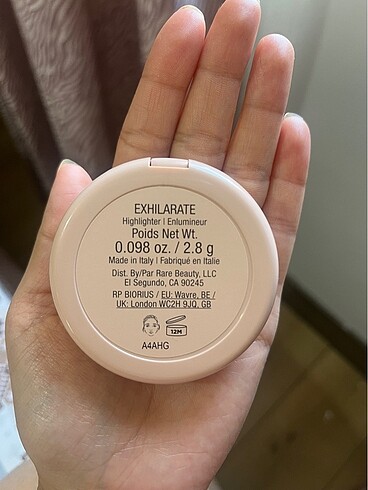 EXHILARATE
Highlighter | Enlumineur
Poids Net Wt.
0.098 oz. / 2.8 g
Made in Italy | Fabriqué en Italie
Dist. By/Par Rare Beauty, LLC
El Segundo, CA 90245
RP BIORIUS / EU: Wavre, BE /
UK: London WC2H 9JQ, GB
12M
A4AHG